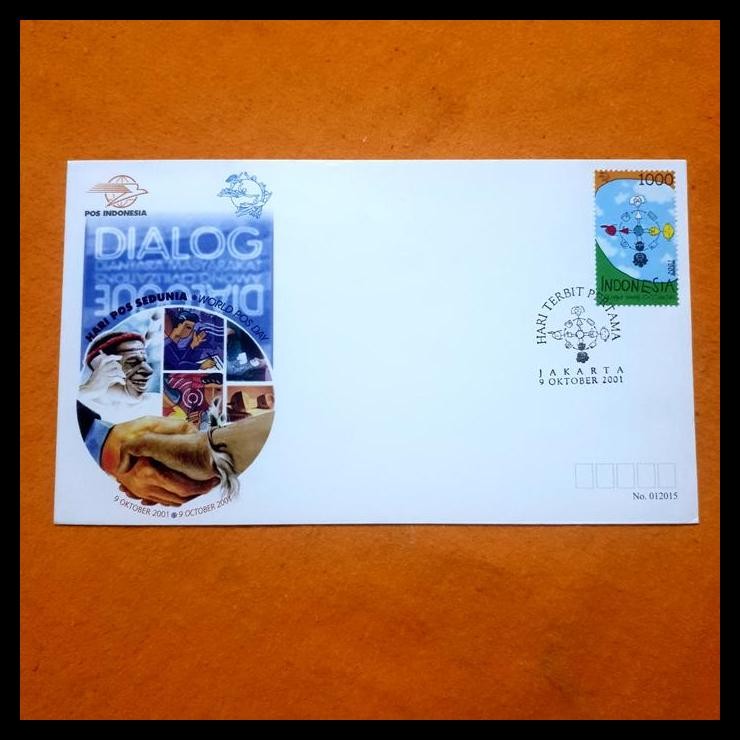 POS INDONESIA
DIALOG
HARI POS SEDUNIA • WORLD POS DAY
9 OKTOBER 2001 • 9 OCTOBER 2001
1000
2001
INDONESIA
HARI TERBIT PERTAMA
JAKARTA
9 OKTOBER 2001
No. 012015